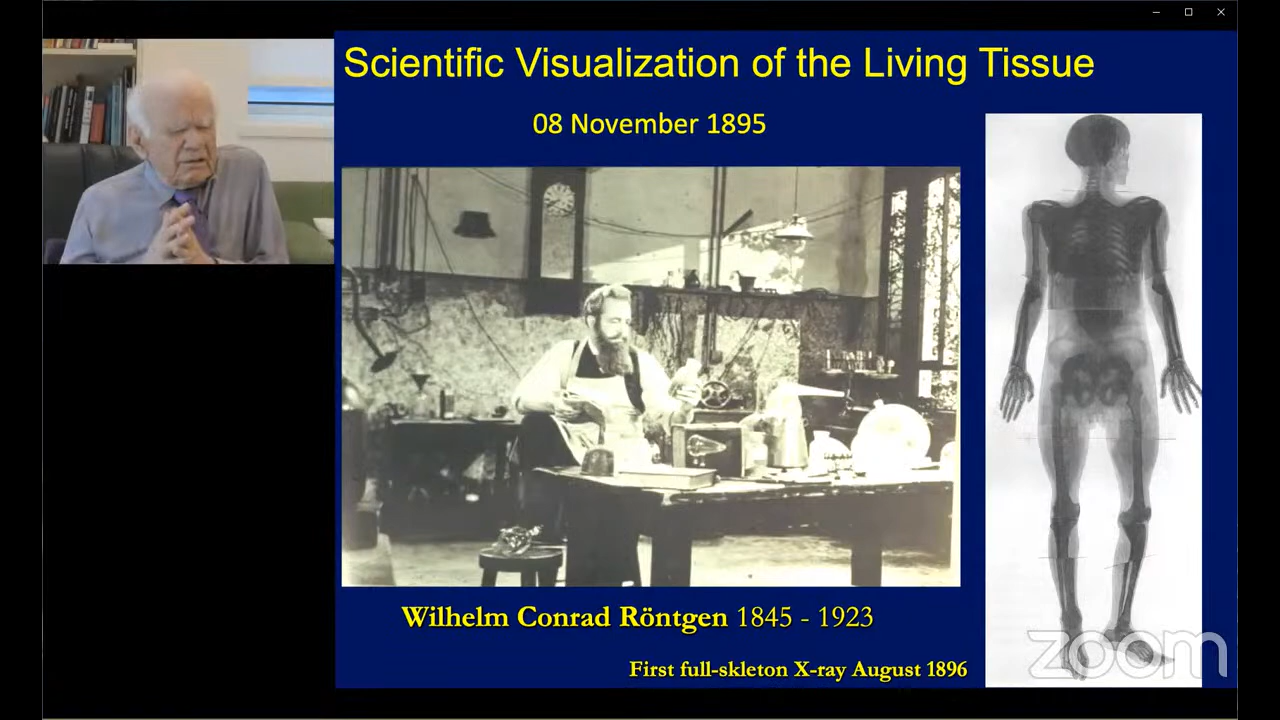 Scientific Visualization of the Living Tissue
08 November 1895
Wilhelm Conrad Röntgen 1845 - 1923
First full-skleton X-ray August 1896
zoom